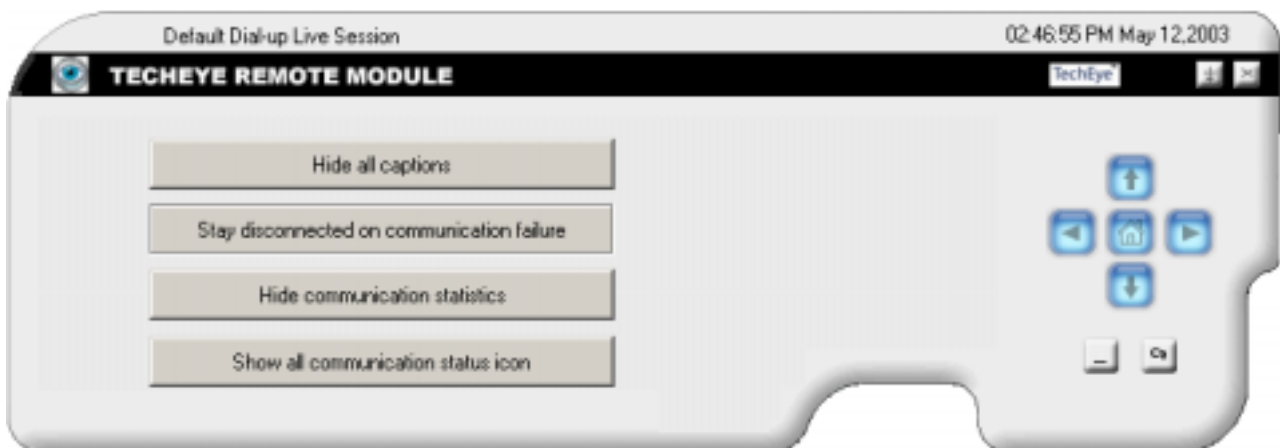 Default Dial-up Live Session
02:46:55 PM May 12,2003
TECHEYE REMOTE MODULE
TechEye
Hide all captions
Stay disconnected on communication failure
Hide communication statistics
Show all communication status icon